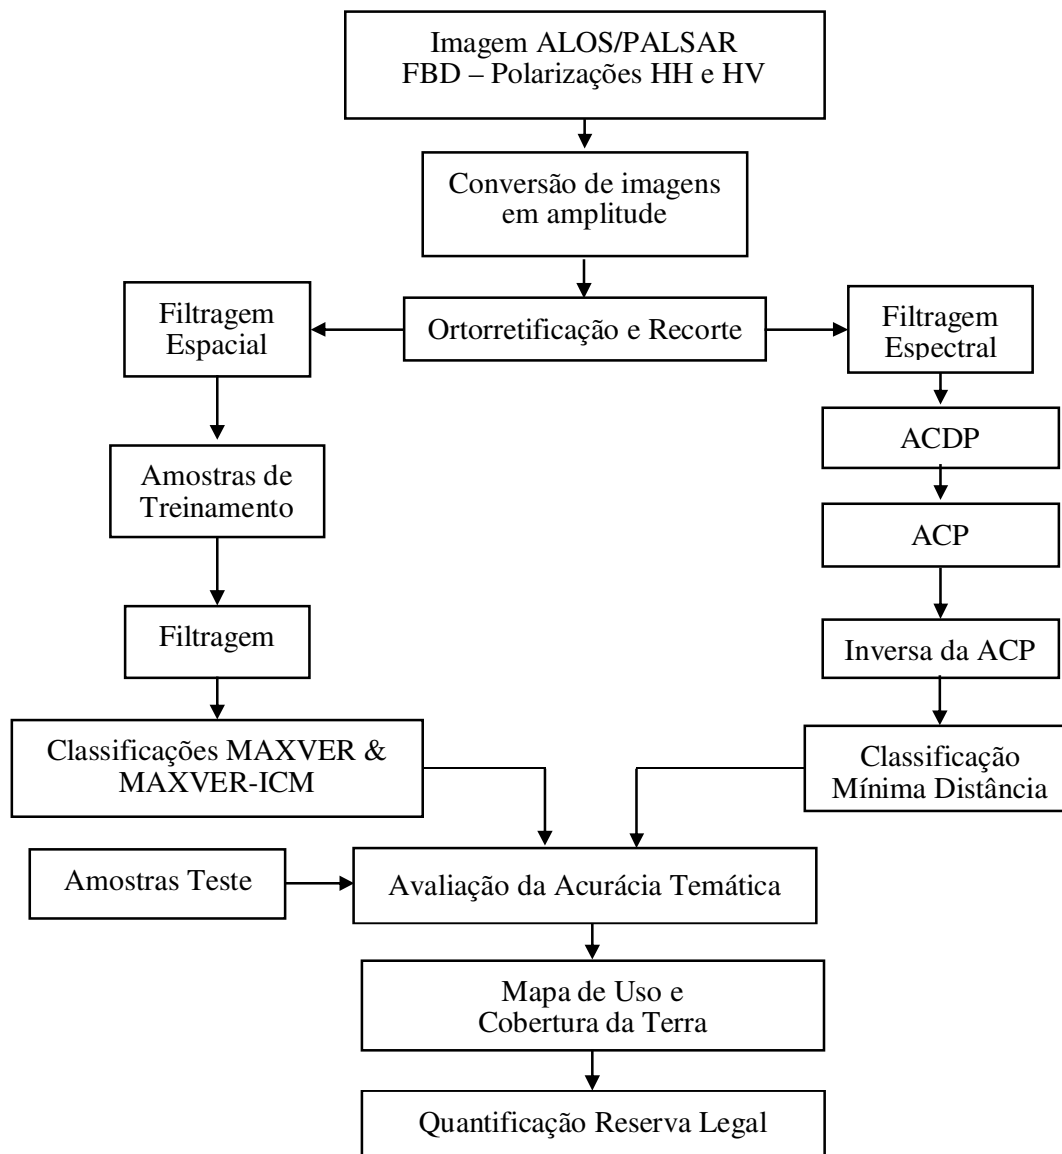 Imagem ALOS/PALSAR
FBD – Polarizações HH e HV
Conversão de imagens
em amplitude
Filtragem
Espacial
Ortorretificação e Recorte
Filtragem
Espectral
Amostras de
Treinamento
ACDP
ACP
Filtragem
Inversa da ACP
Classificações MAXVER &
MAXVER-ICM
Classificação
Mínima Distância
Amostras Teste
Avaliação da Acurácia Temática
Mapa de Uso e
Cobertura da Terra
Quantificação Reserva Legal